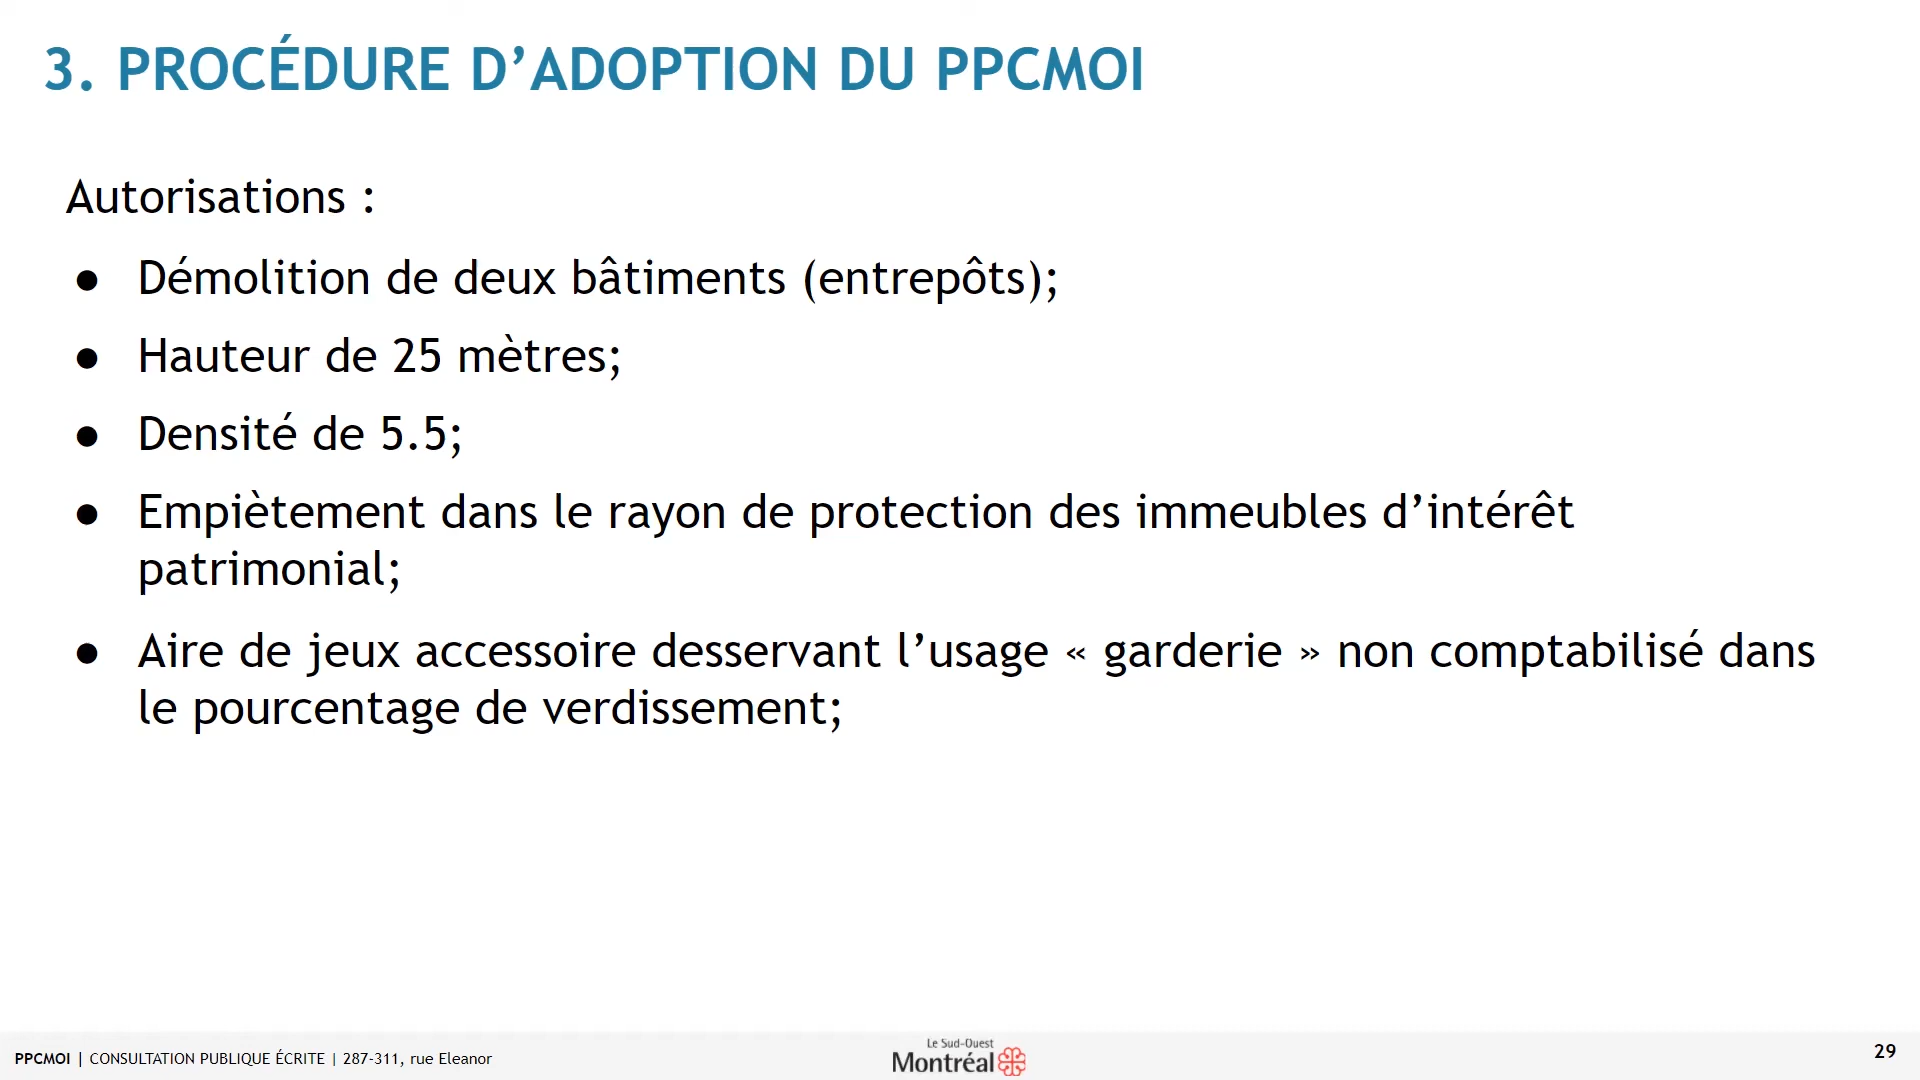 3. PROCÉDURE D’ADOPTION DU PPCMOI
Autorisations :
● Démolition de deux bâtiments (entrepôts);
● Hauteur de 25 mètres;
● Densité de 5.5;
● Empiètement dans le rayon de protection des immeubles d’intérêt
patrimonial;
● Aire de jeux accessoire desservant l’usage « garderie » non comptabilisé dans
le pourcentage de verdissement;
PPCMOI | CONSULTATION PUBLIQUE ÉCRITE | 287-311, rue Eleanor
Le Sud-Ouest
Montréal
29